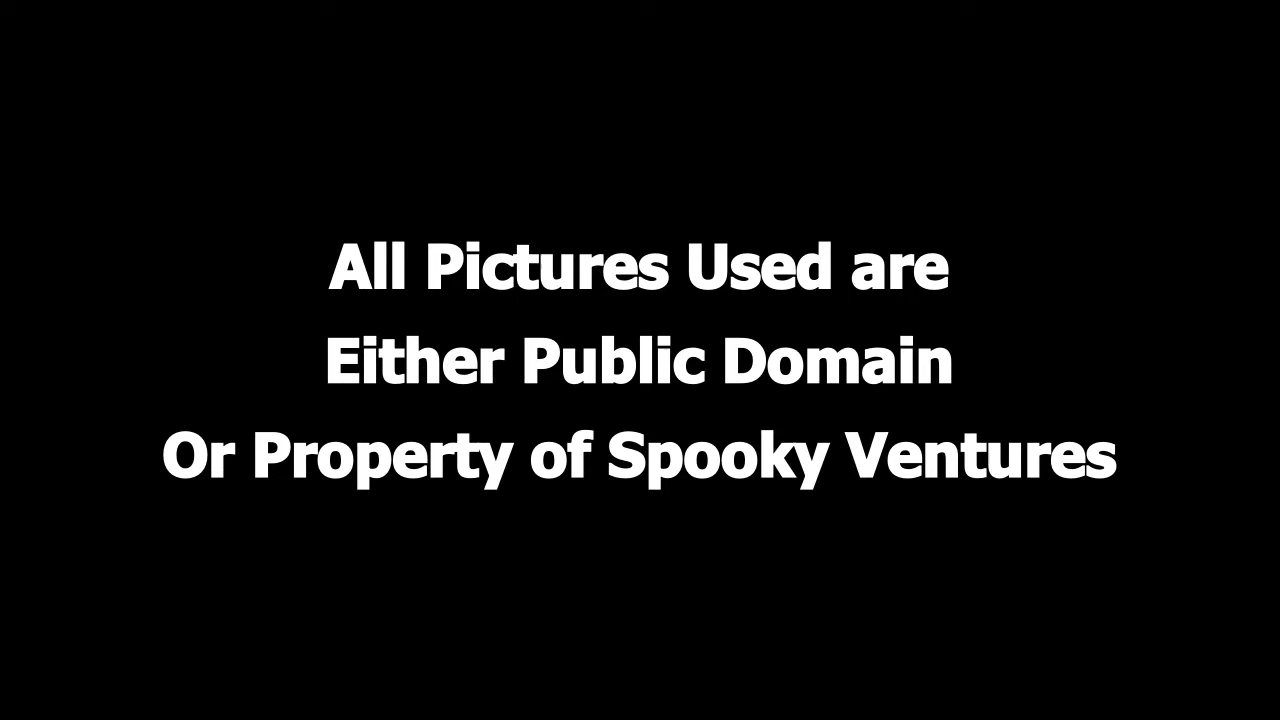 All Pictures Used are
Either Public Domain
Or Property of Spooky Ventures